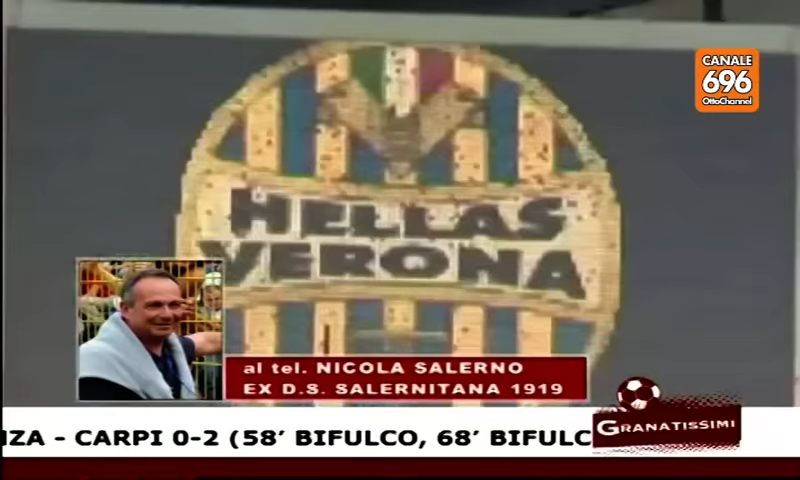 CANALE
696
OttoChannel
HELLAS
VERONA
al tel. NICOLA SALERNO
EX D.S. SALERNITANA 1919
NZA - CARPI 0-2 (58' BIFULCO, 68' BIFULC
GRANATISSIMI